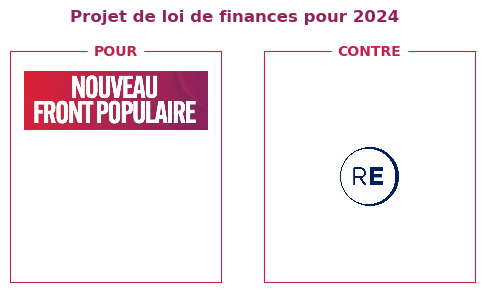 Projet de loi de finances pour 2024
POUR
CONTRE
NOUVEAU
FRONT POPULAIRE
RE